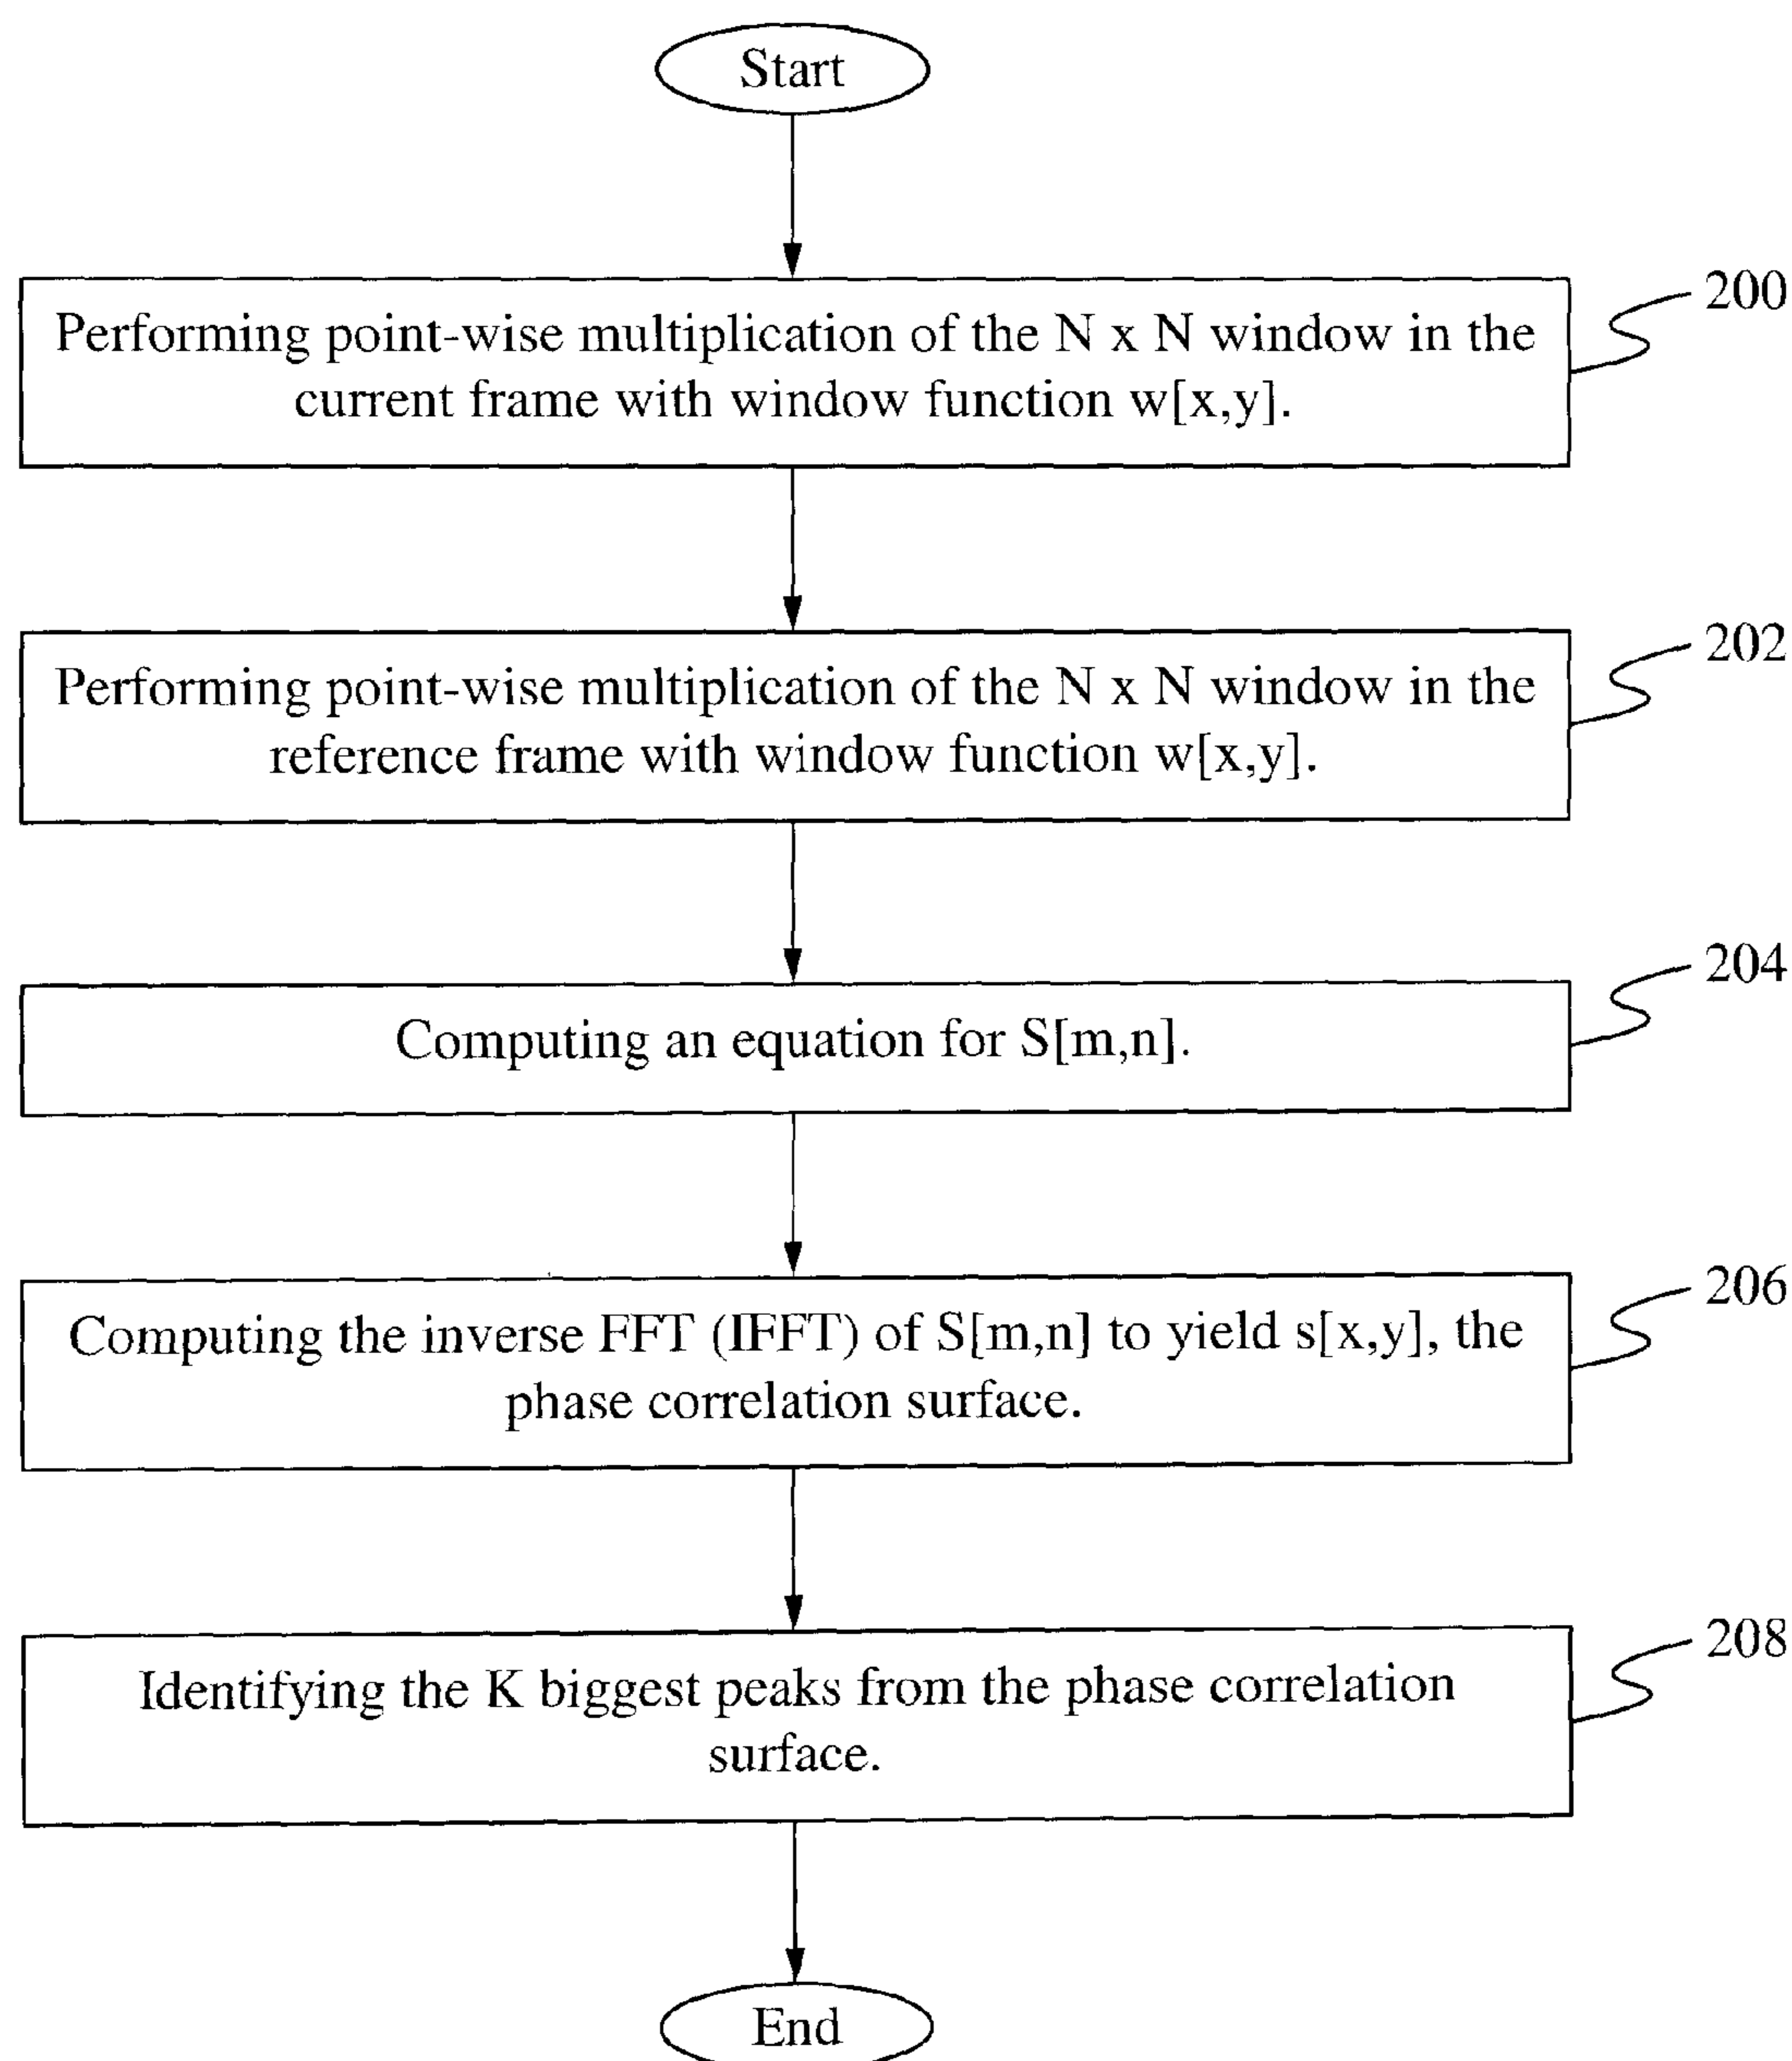 Start
200
Performing point-wise multiplication of the N x N window in the
current frame with window function w[x,y].
202
Performing point-wise multiplication of the N x N window in the
reference frame with window function w[x,y].
204
Computing an equation for S[m,n].
206
Computing the inverse FFT (IFFT) of S[m,n] to yield s[x,y], the
phase correlation surface.
208
Identifying the K biggest peaks from the phase correlation
surface.
End